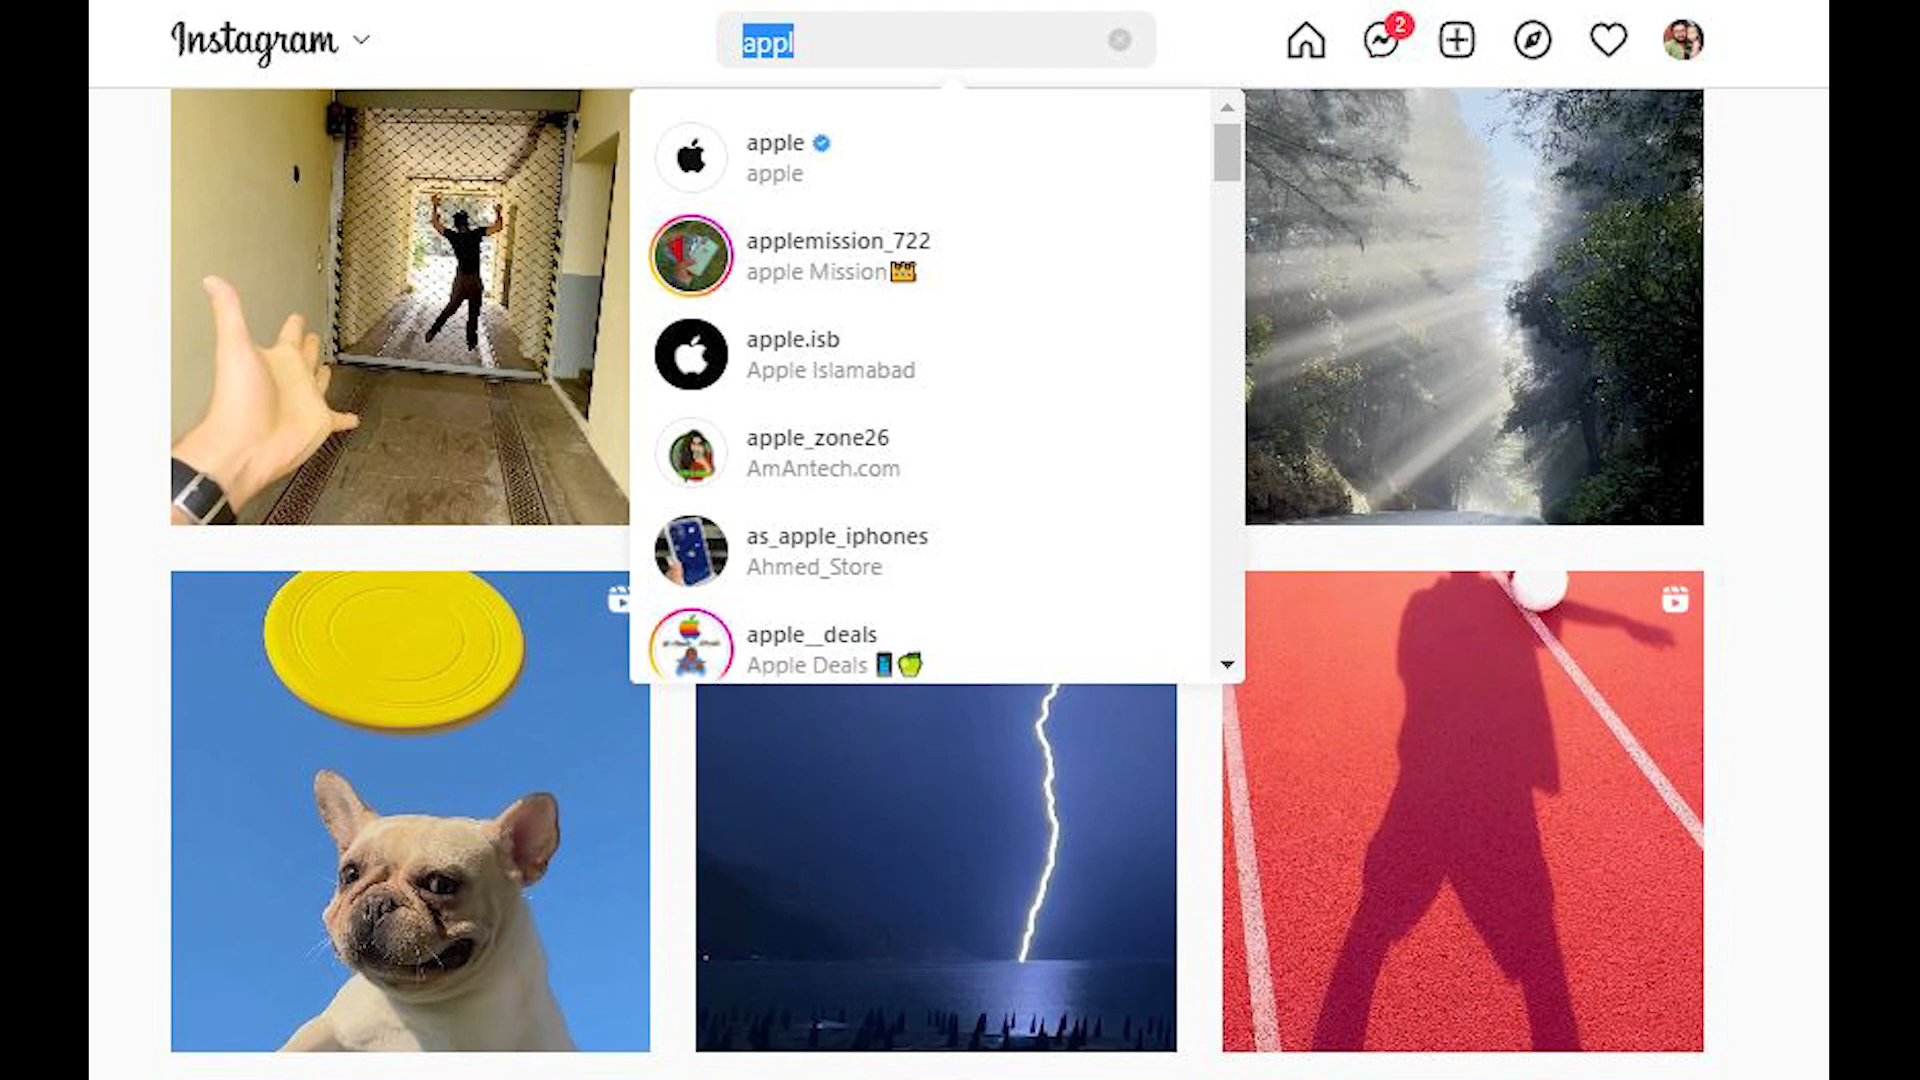 Instagram
appl
2
apple
apple
applemission_722
apple Mission
apple.isb
Apple Islamabad
apple_zone26
AmAntech.com
as_apple_iphones
Ahmed_Store
apple__deals
Apple Deals